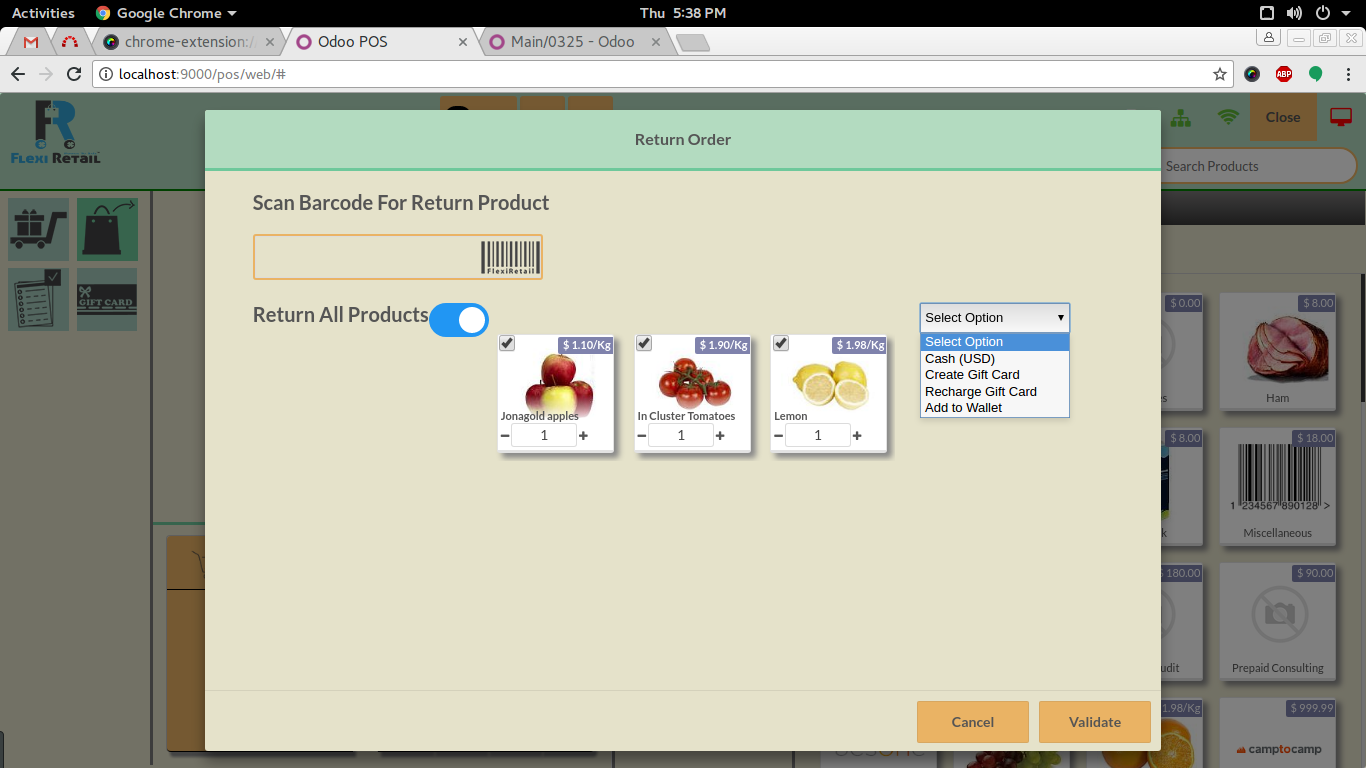 Activities Google Chrome Thu 5:38 PM
chrome-extension:/ Odoo POS Main/0325 - Odoo
localhost:9000/pos/web/#
ABP
FLEXI RETAIL
Close
Search Products
Return Order
Scan Barcode For Return Product
FlexiRetail
Return All Products
Select Option
Select Option
Cash (USD)
Create Gift Card
Recharge Gift Card
Add to Wallet
$ 1.10/Kg
Jonagold apples
1
$ 1.90/Kg
In Cluster Tomatoes
1
$ 1.98/Kg
Lemon
1
GIFT CARD
$ 0.00
$ 8.00
Ham
$ 8.00
$ 18.00
1 234567 890128 >
Miscellaneous
180.00
$ 90.00
Prepaid Consulting
1.98/Kg
$ 999.99
camptocamp
Cancel
Validate